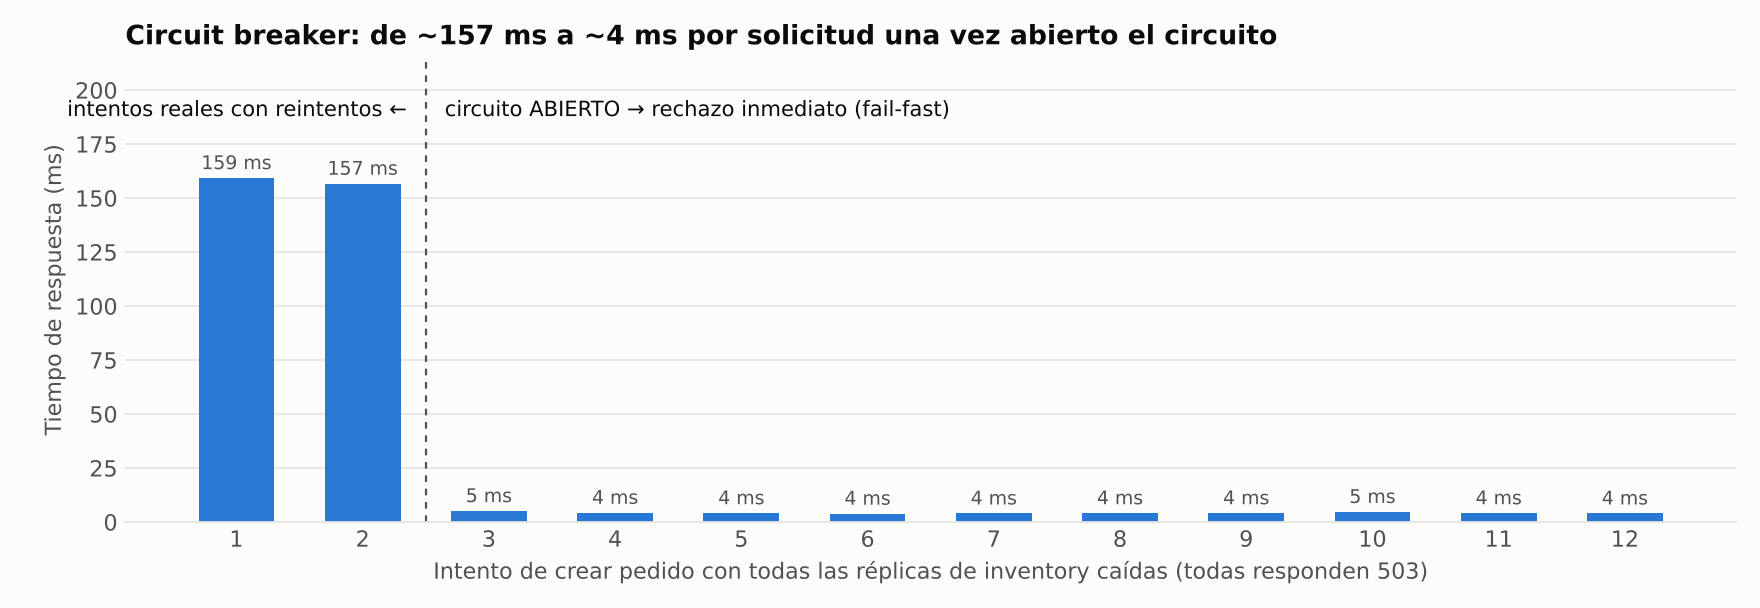 Circuit breaker: de ~157 ms a ~4 ms por solicitud una vez abierto el circuito
intentos reales con reintentos ← circuito ABIERTO → rechazo inmediato (fail-fast)
Tiempo de respuesta (ms)
200
175
150
125
100
75
50
25
0
159 ms 157 ms 5 ms 4 ms 4 ms 4 ms 4 ms 4 ms 4 ms 5 ms 4 ms 4 ms
1 2 3 4 5 6 7 8 9 10 11 12
Intento de crear pedido con todas las réplicas de inventory caídas (todas responden 503)